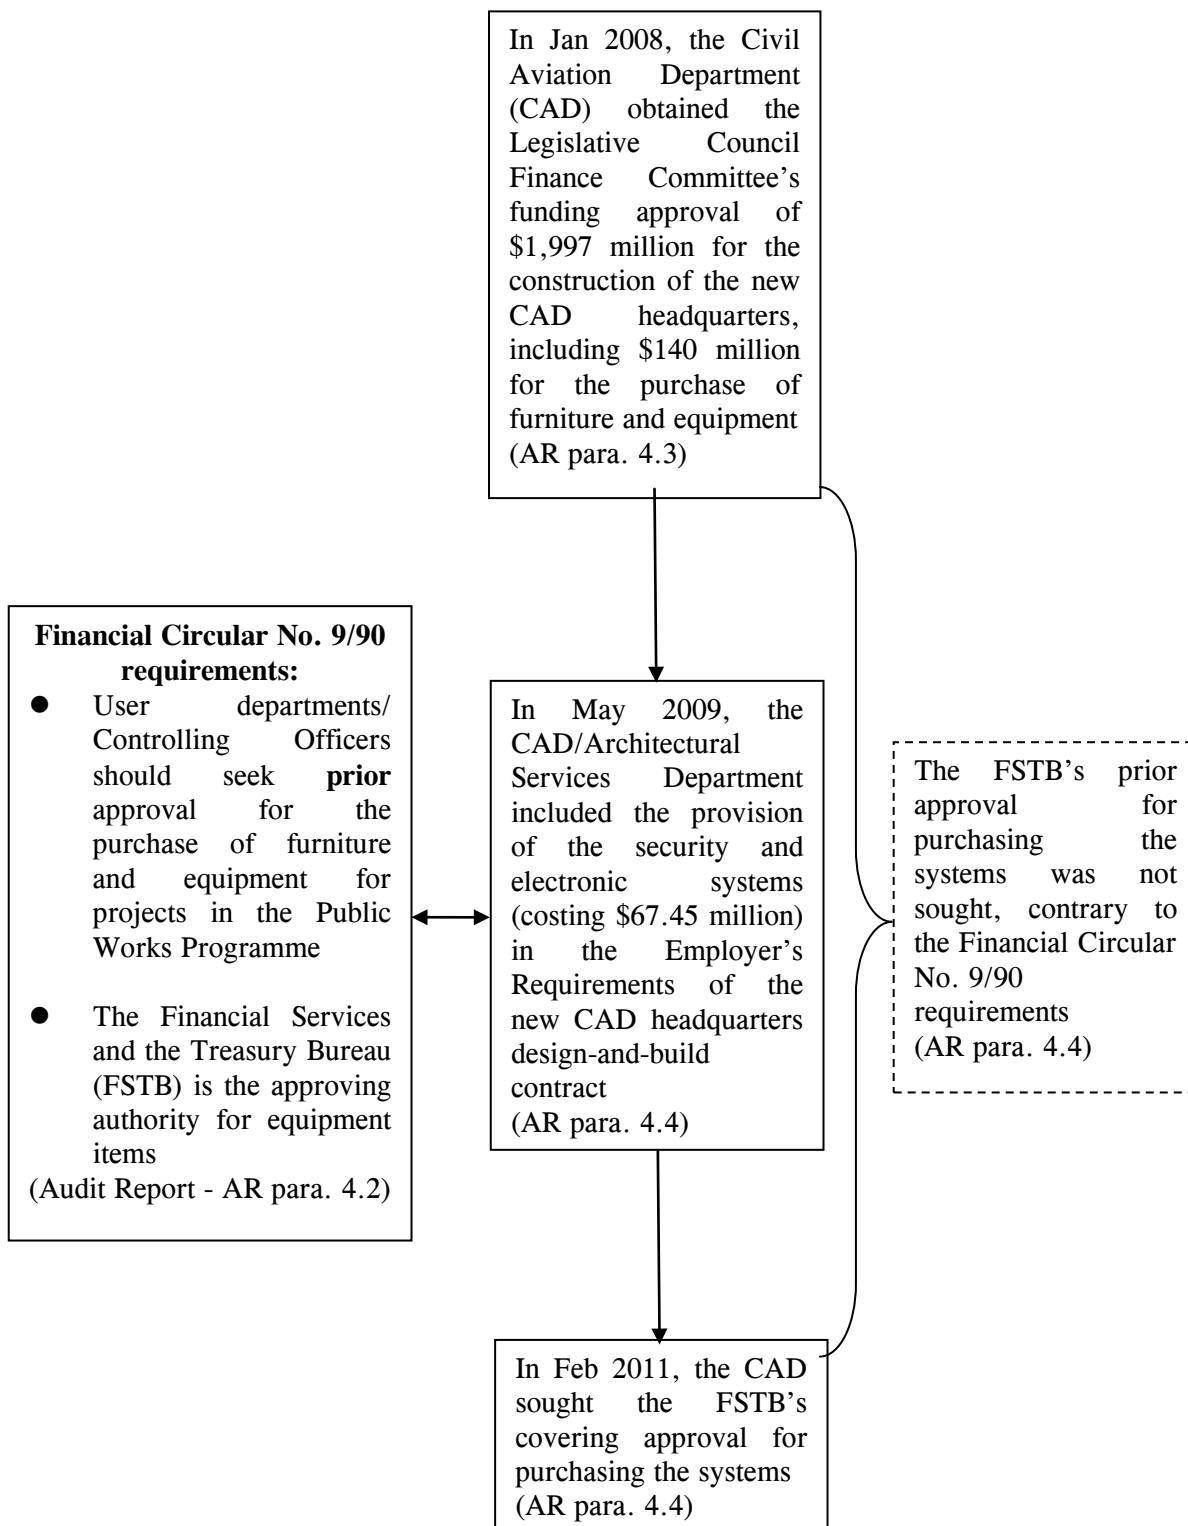 In Jan 2008, the Civil
Aviation Department
(CAD) obtained the
Legislative Council
Finance Committee's
funding approval of
$1,997 million for the
construction of the new
CAD headquarters,
including $140 million
for the purchase of
furniture and equipment
(AR para. 4.3)
Financial Circular No. 9/90
requirements:
● User departments/
Controlling Officers
should seek prior
approval for the
purchase of furniture
and equipment for
projects in the Public
Works Programme
● The Financial Services
and the Treasury Bureau
(FSTB) is the approving
authority for equipment
items
(Audit Report - AR para. 4.2)
In May 2009, the
CAD/Architectural
Services Department
included the provision
of the security and
electronic systems
(costing $67.45 million)
in the Employer's
Requirements of the
new CAD headquarters
design-and-build
contract
(AR para. 4.4)
The FSTB's prior
approval for
purchasing the
systems was not
sought, contrary to
the Financial Circular
No. 9/90
requirements
(AR para. 4.4)
In Feb 2011, the CAD
sought the FSTB's
covering approval for
purchasing the systems
(AR para. 4.4)